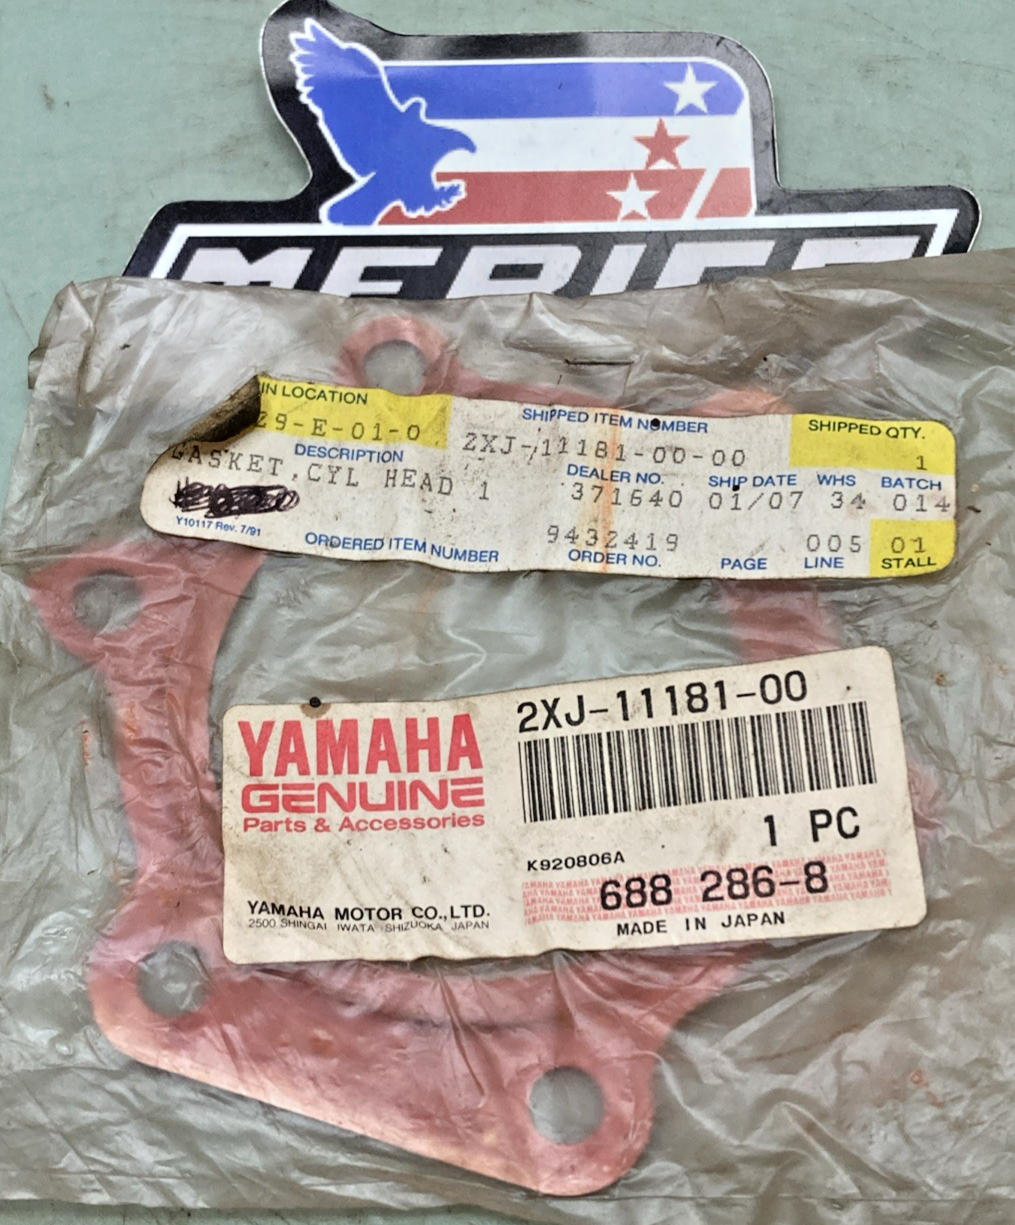 IN LOCATION
29-E-01-0
SHIPPED ITEM NUMBER
2XJ-11181-00-00
SHIPPED QTY.
1
DESCRIPTION
GASKET,CYL HEAD 1
DEALER NO.
371640
SHIP DATE
01/07
WHS
34
BATCH
014
Y10117 Rev. 7/91
ORDERED ITEM NUMBER
9432419
ORDER NO.
PAGE
005
LINE
01
STALL
YAMAHA
GENUINE
Parts & Accessories
2XJ-11181-00
1 PC
K920806A
688 286-8
MADE IN JAPAN
YAMAHA MOTOR CO.,LTD.
2500 SHINGAI IWATA SHIZUOKA JAPAN